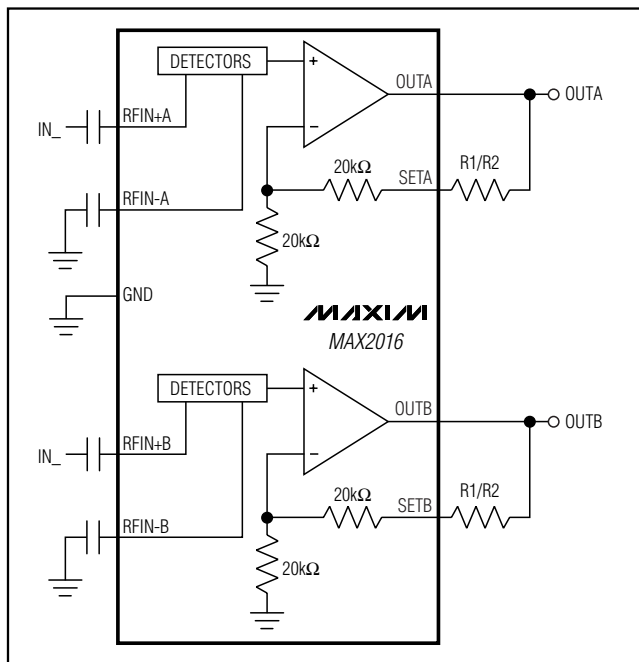 DETECTORS
+
OUTA
OUTA
IN_
RFIN+A
−
20kΩ
SETA
R1/R2
RFIN-A
20kΩ
GND
MAXIM
MAX2016
DETECTORS
+
OUTB
OUTB
IN_
RFIN+B
−
20kΩ
SETB
R1/R2
RFIN-B
20kΩ